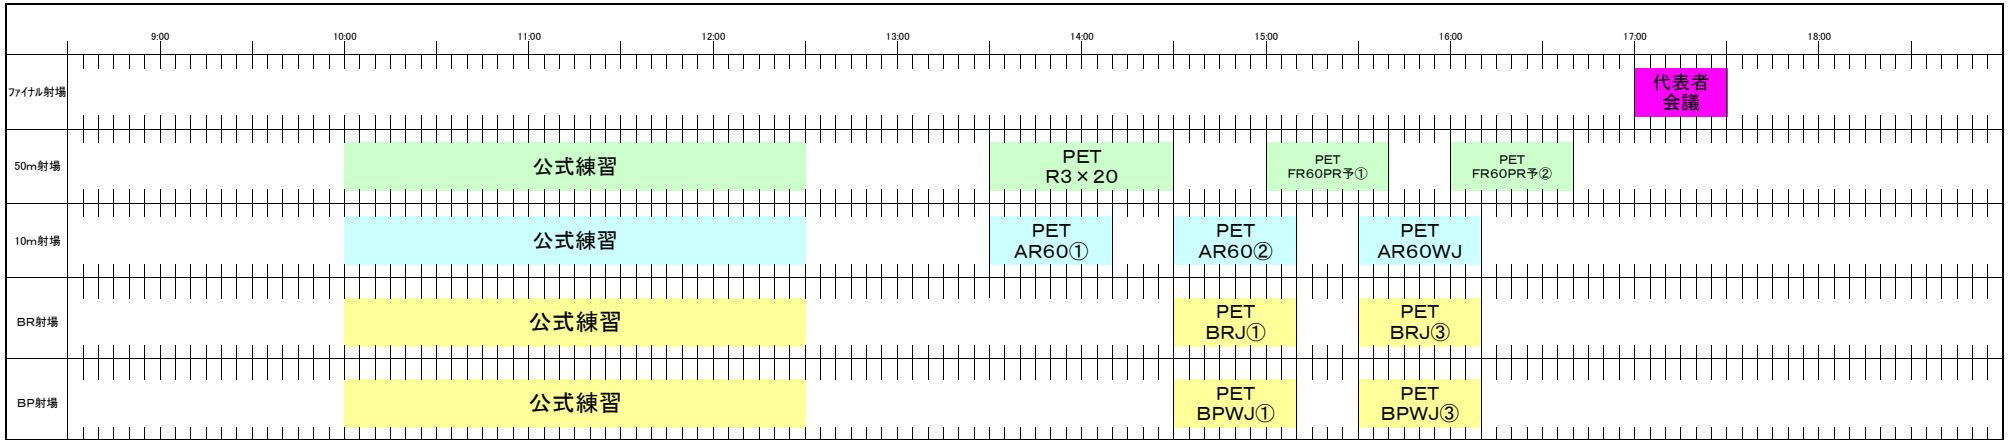 9:00 10:00 11:00 12:00 13:00 14:00 15:00 16:00 17:00 18:00
ファイナル射場
代表者
会議
50m射場
公式練習
PET
R3×20
PET
FR60PR予①
PET
FR60PR予②
10m射場
公式練習
PET
AR60①
PET
AR60②
PET
AR60WJ
BR射場
公式練習
PET
BRJ①
PET
BRJ③
BP射場
公式練習
PET
BPWJ①
PET
BPWJ③